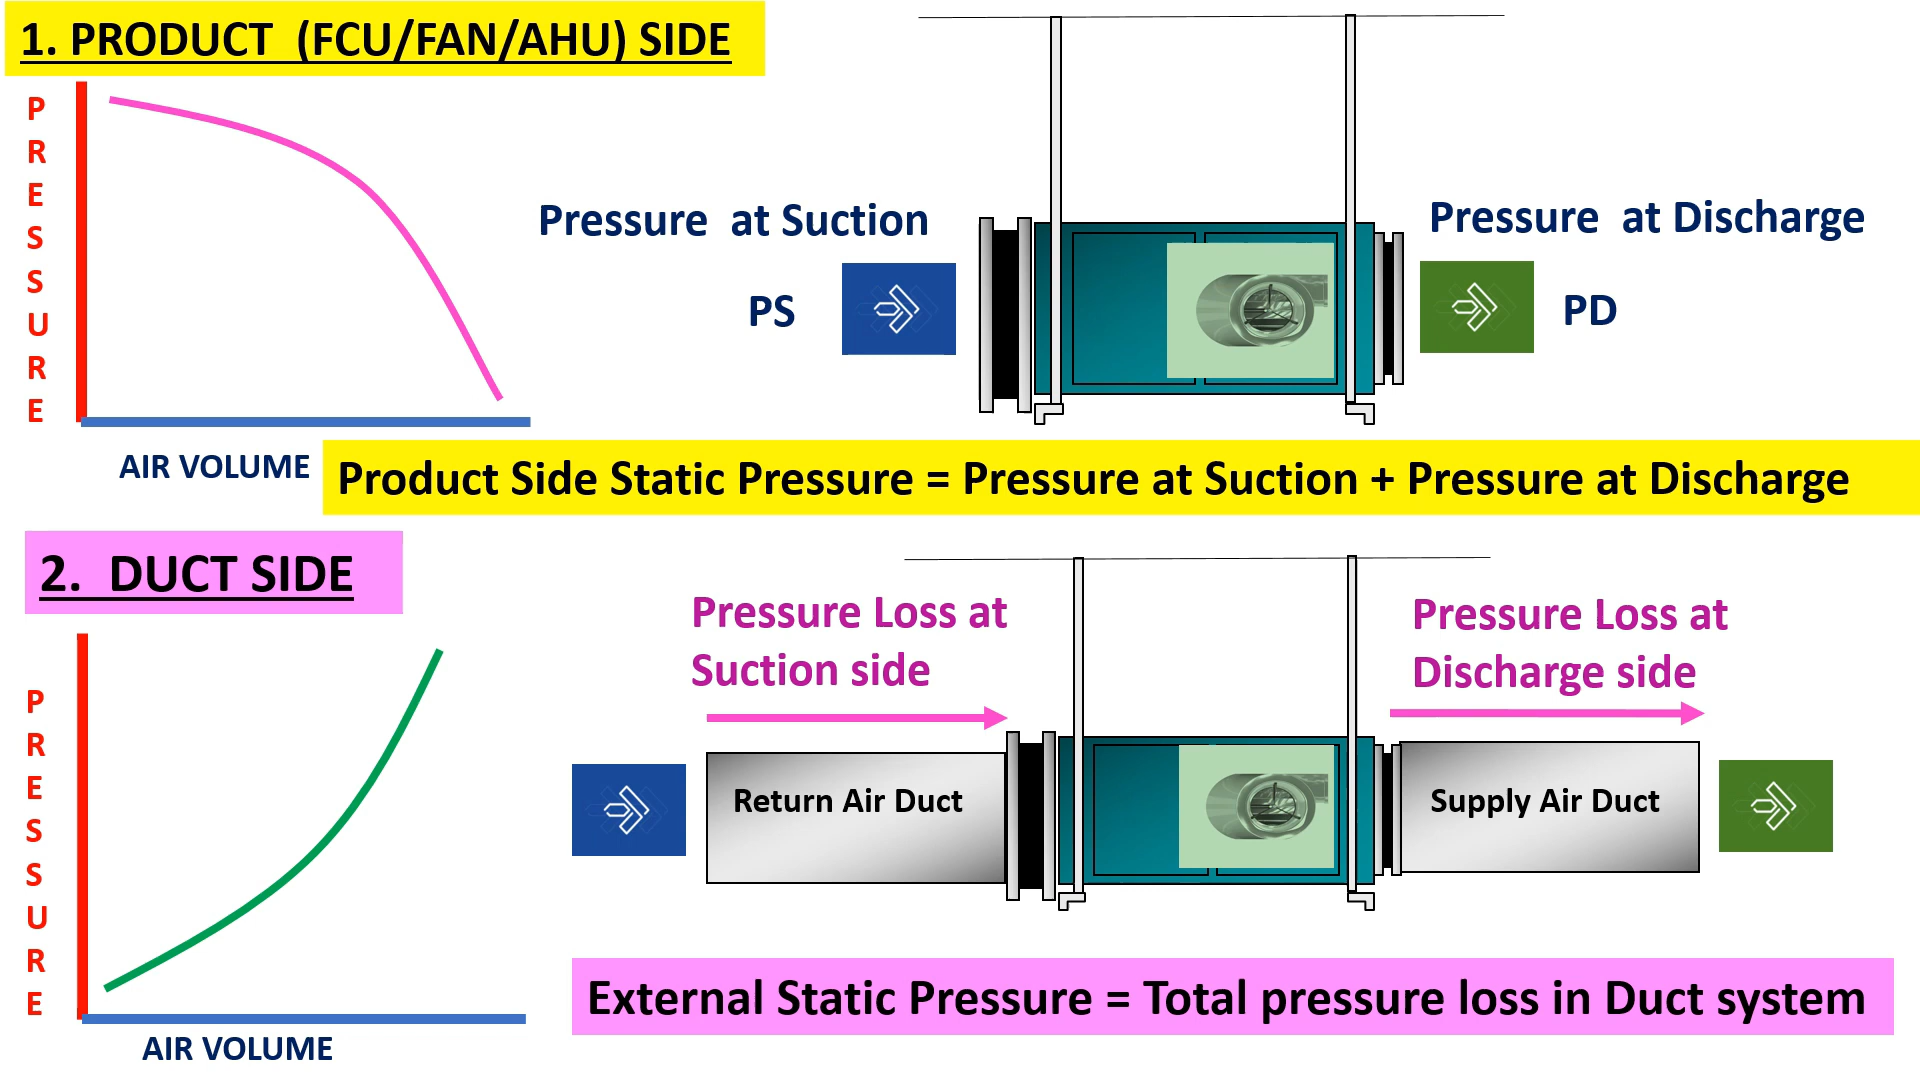 1. PRODUCT (FCU/FAN/AHU) SIDE
PRESSURE
Pressure at Suction
Pressure at Discharge
PS
PD
AIR VOLUME
Product Side Static Pressure = Pressure at Suction + Pressure at Discharge
2. DUCT SIDE
PRESSURE
Pressure Loss at
Suction side
Pressure Loss at
Discharge side
Return Air Duct
Supply Air Duct
External Static Pressure = Total pressure loss in Duct system
AIR VOLUME